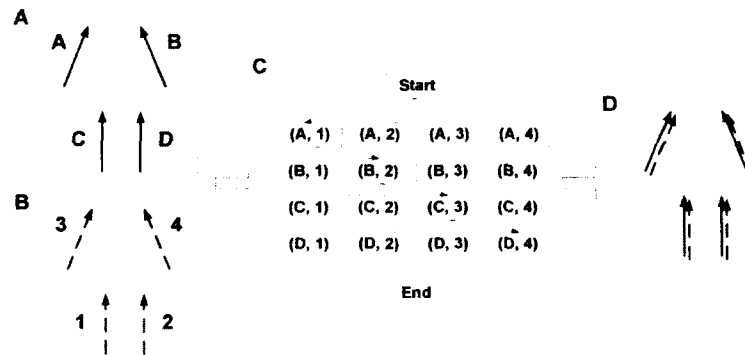 A
A B
C D
B
3 4
1 2
C
Start
(A, 1) (A, 2) (A, 3) (A, 4)
(B, 1) (B, 2) (B, 3) (B, 4)
(C, 1) (C, 2) (C, 3) (C, 4)
(D, 1) (D, 2) (D, 3) (D, 4)
End
D